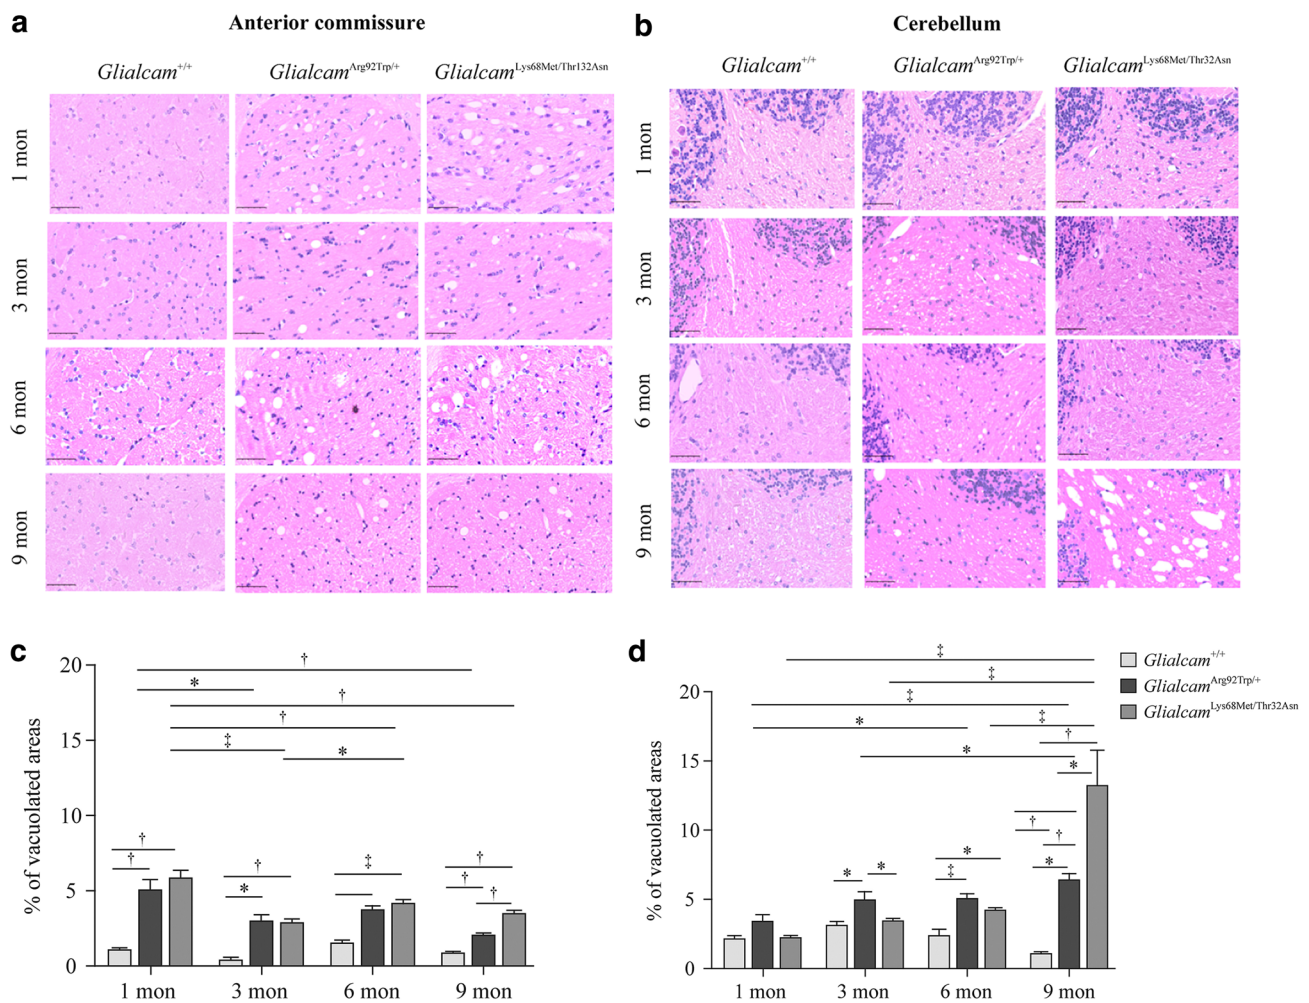 a Anterior commissure
Glialcam+/+ GlialcamArg92Trp/+ GlialcamLys68Met/Thr132Asn
1 mon
3 mon
6 mon
9 mon
b Cerebellum
Glialcam+/+ GlialcamArg92Trp/+ GlialcamLys68Met/Thr32Asn
1 mon
3 mon
6 mon
9 mon
c
% of vacuolated areas
20
15
10
5
0
†
*
†
†
‡ *
†
†
†
*
‡
†
†
†
1 mon 3 mon 6 mon 9 mon
d
% of vacuolated areas
20
15
10
5
0
‡
‡
‡
* ‡
†
*
*
† †
*
* *
*
‡
1 mon 3 mon 6 mon 9 mon
Glialcam+/+
GlialcamArg92Trp/+
GlialcamLys68Met/Thr32Asn